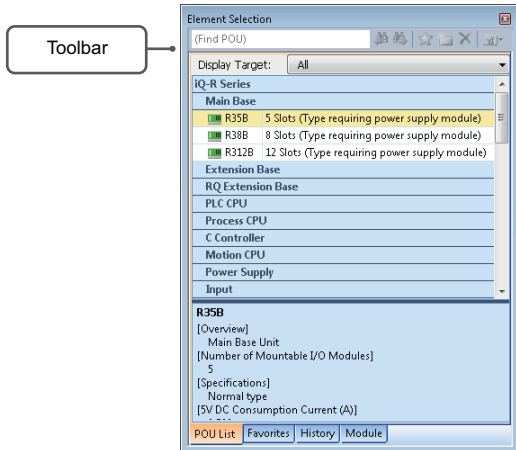 Element Selection
Toolbar
(Find POU)
Display Target: All
iQ-R Series
Main Base
R35B 5 Slots (Type requiring power supply module)
R38B 8 Slots (Type requiring power supply module)
R312B 12 Slots (Type requiring power supply module)
Extension Base
RQ Extension Base
PLC CPU
Process CPU
C Controller
Motion CPU
Power Supply
Input
R35B
[Overview]
Main Base Unit
[Number of Mountable I/O Modules]
5
[Specifications]
Normal type
[5V DC Consumption Current (A)]
POU List Favorites History Module